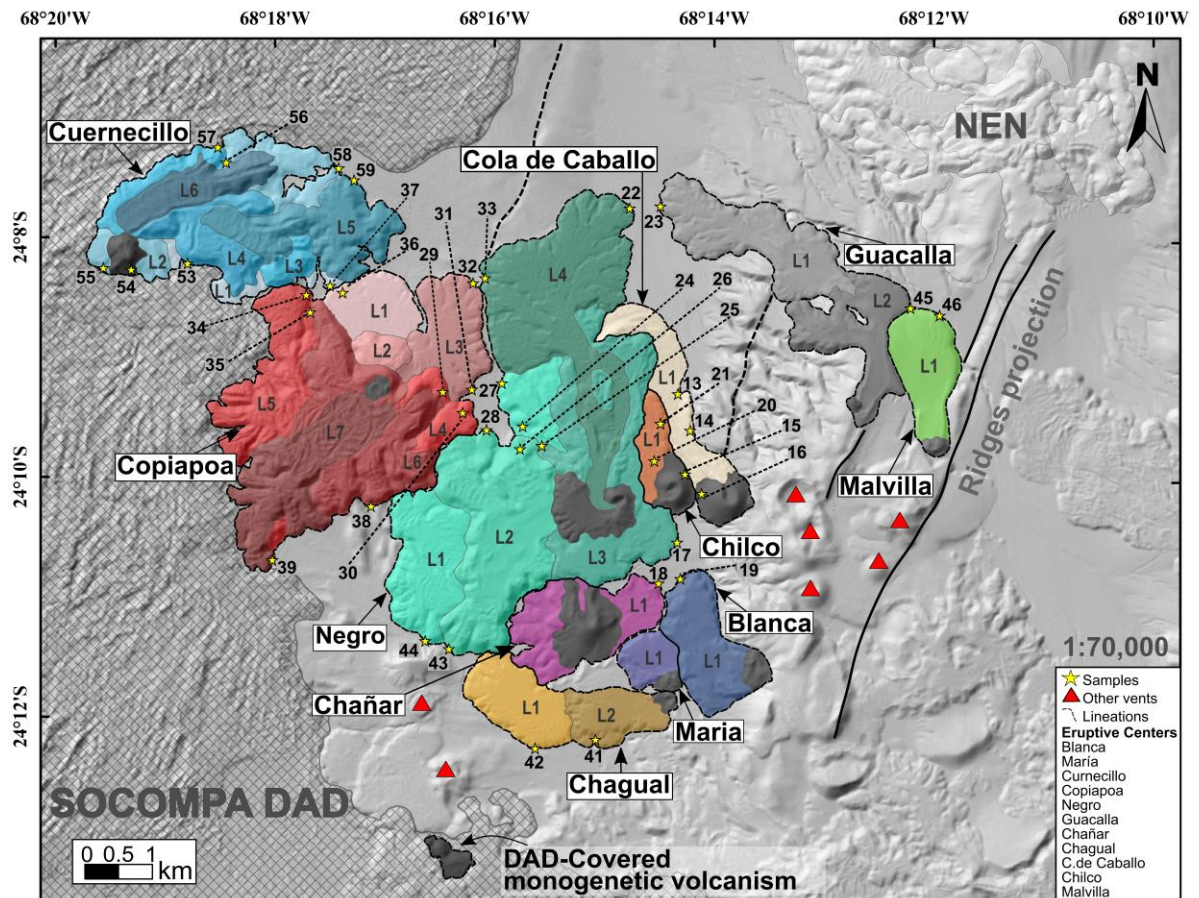 68°20'W 68°18'W 68°16'W 68°14'W 68°12'W 68°10'W
N
NEN
56
57
Cuernecillo
58
59
Cola de Caballo
L6
37
31
33
22
23
Guacalla
24°8'S
L5
36
29
32
L4
24
26
L1
L2
L4
L3
25
55
54
53
L1
L2
45
46
34
L1
L3
L1
13
21
L1
35
L2
27
14
20
L5
L4
28
L1
15
L7
16
Copiapoa
L6
Malvilla
Ridges projection
24°10'S
38
Chilco
L1
L2
39
30
L3
17
18
19
Negro
L1
Blanca
1:70,000
44
43
L1
L1
Samples
Other vents
Lineations
Eruptive Centers
Blanca
María
Curnecillo
Copiapoa
Negro
Guacalla
Chañar
Chagual
C.de Caballo
Chilco
Malvilla
Chañar
24°12'S
L1
L2
Maria
42
41
Chagual
SOCOMPA DAD
0 0.5 1
km
DAD-Covered
monogenetic volcanism